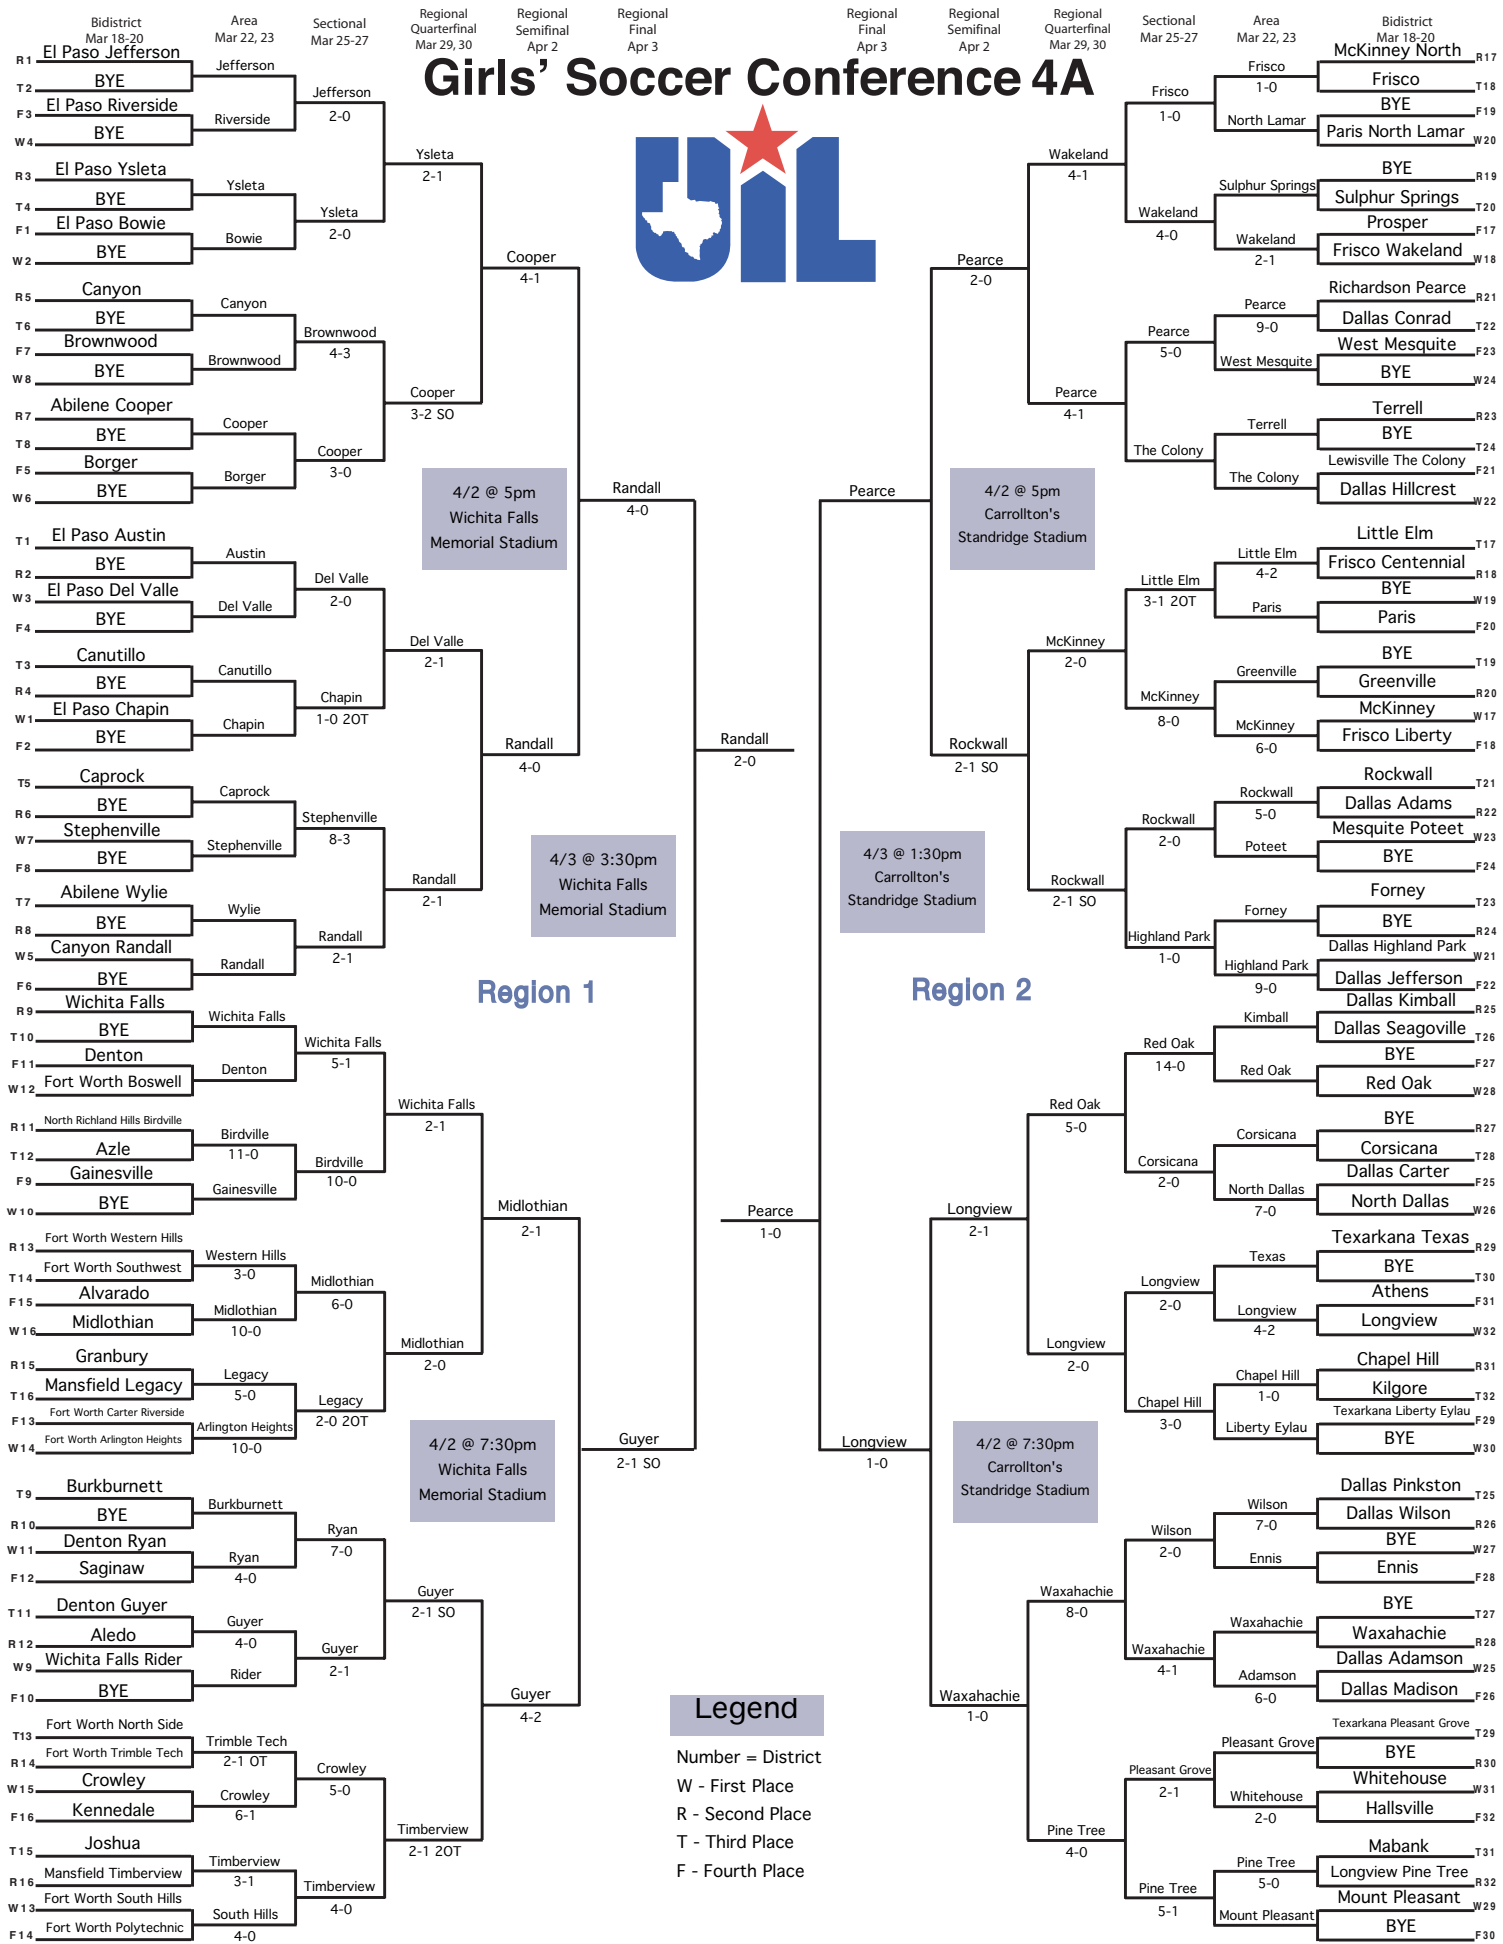 Bidistrict
Mar 18-20
Area
Mar 22, 23
Sectional
Mar 25-27
Regional
Quarterfinal
Mar 29, 30
Regional
Semifinal
Apr 2
Regional
Final
Apr 3
Regional
Final
Apr 3
Regional
Semifinal
Apr 2
Regional
Quarterfinal
Mar 29, 30
Sectional
Mar 25-27
Area
Mar 22, 23
Bidistrict
Mar 18-20
Girls' Soccer Conference 4A
UIL
R1 El Paso Jefferson
T2 BYE
F3 El Paso Riverside
W4 BYE
R3 El Paso Ysleta
T4 BYE
F1 El Paso Bowie
W2 BYE
R5 Canyon
T6 BYE
F7 Brownwood
W8 BYE
R7 Abilene Cooper
T8 BYE
F5 Borger
W6 BYE
T1 El Paso Austin
R2 BYE
W3 El Paso Del Valle
F4 BYE
T3 Canutillo
R4 BYE
W1 El Paso Chapin
F2 BYE
T5 Caprock
R6 BYE
W7 Stephenville
F8 BYE
T7 Abilene Wylie
R8 BYE
W5 Canyon Randall
F6 BYE
R9 Wichita Falls
T10 BYE
F11 Denton
W12 Fort Worth Boswell
R11 North Richland Hills Birdville
T12 Azle
F9 Gainesville
W10 BYE
R13 Fort Worth Western Hills
T14 Fort Worth Southwest
F15 Alvarado
W16 Midlothian
R15 Granbury
T16 Mansfield Legacy
F13 Fort Worth Carter Riverside
W14 Fort Worth Arlington Heights
T9 Burkburnett
R10 BYE
W11 Denton Ryan
F12 Saginaw
T11 Denton Guyer
R12 Aledo
W9 Wichita Falls Rider
F10 BYE
T13 Fort Worth North Side
R14 Fort Worth Trimble Tech
W15 Crowley
F16 Kennedale
T15 Joshua
R16 Mansfield Timberview
W13 Fort Worth South Hills
F14 Fort Worth Polytechnic
Jefferson
Riverside
Ysleta
Bowie
Canyon
Brownwood
Cooper
Borger
Austin
Del Valle
Canutillo
Chapin
Caprock
Stephenville
Wylie
Randall
Wichita Falls
Denton
Birdville
11-0
Gainesville
Western Hills
3-0
Midlothian
10-0
Legacy
5-0
Arlington Heights
10-0
Burkburnett
Ryan
4-0
Guyer
4-0
Rider
Trimble Tech
2-1 OT
Crowley
6-1
Timberview
3-1
South Hills
4-0
Jefferson
2-0
Ysleta
2-0
Brownwood
4-3
Cooper
3-0
Del Valle
2-0
Chapin
1-0 2OT
Stephenville
8-3
Randall
2-1
Wichita Falls
5-1
Birdville
10-0
Midlothian
6-0
Legacy
2-0 2OT
Ryan
7-0
Guyer
2-1
Crowley
5-0
Timberview
4-0
Ysleta
2-1
Cooper
3-2 SO
Del Valle
2-1
Randall
2-1
Wichita Falls
2-1
Midlothian
2-0
Guyer
2-1 SO
Timberview
2-1 2OT
Cooper
4-1
Randall
4-0
Midlothian
2-1
Guyer
4-2
Randall
4-0
Guyer
2-1 SO
Randall
2-0
4/2 @ 5pm
Wichita Falls
Memorial Stadium
4/3 @ 3:30pm
Wichita Falls
Memorial Stadium
Region 1
4/2 @ 7:30pm
Wichita Falls
Memorial Stadium
Legend
Number = District
W - First Place
R - Second Place
T - Third Place
F - Fourth Place
4/2 @ 5pm
Carrollton's
Standridge Stadium
4/3 @ 1:30pm
Carrollton's
Standridge Stadium
Region 2
4/2 @ 7:30pm
Carrollton's
Standridge Stadium
Pearce
1-0
Pearce
Longview
1-0
Pearce
2-0
Rockwall
2-1 SO
Longview
2-1
Waxahachie
1-0
Wakeland
4-1
Pearce
4-1
McKinney
2-0
Rockwall
2-1 SO
Red Oak
5-0
Longview
2-0
Waxahachie
8-0
Pine Tree
4-0
Frisco
1-0
Wakeland
4-0
Pearce
5-0
The Colony
Little Elm
3-1 2OT
McKinney
8-0
Rockwall
2-0
Highland Park
1-0
Red Oak
14-0
Corsicana
2-0
Longview
2-0
Chapel Hill
3-0
Wilson
2-0
Waxahachie
4-1
Pleasant Grove
2-1
Pine Tree
5-1
Frisco
1-0
North Lamar
Sulphur Springs
Wakeland
2-1
Pearce
9-0
West Mesquite
Terrell
The Colony
Little Elm
4-2
Paris
Greenville
McKinney
6-0
Rockwall
5-0
Poteet
Forney
Highland Park
9-0
Kimball
Red Oak
Corsicana
North Dallas
7-0
Texas
Longview
4-2
Chapel Hill
1-0
Liberty Eylau
Wilson
7-0
Ennis
Waxahachie
Adamson
6-0
Pleasant Grove
Whitehouse
2-0
Pine Tree
5-0
Mount Pleasant
McKinney North R17
Frisco T18
BYE F19
Paris North Lamar W20
BYE R19
Sulphur Springs T20
Prosper F17
Frisco Wakeland W18
Richardson Pearce R21
Dallas Conrad T22
West Mesquite F23
BYE W24
Terrell R23
BYE T24
Lewisville The Colony F21
Dallas Hillcrest W22
Little Elm T17
Frisco Centennial R18
BYE W19
Paris F20
BYE T19
Greenville R20
McKinney W17
Frisco Liberty F18
Rockwall T21
Dallas Adams R22
Mesquite Poteet W23
BYE F24
Forney T23
BYE R24
Dallas Highland Park W21
Dallas Jefferson F22
Dallas Kimball R25
Dallas Seagoville T26
BYE F27
Red Oak W28
BYE R27
Corsicana T28
Dallas Carter F25
North Dallas W26
Texarkana Texas R29
BYE T30
Athens F31
Longview W32
Chapel Hill R31
Kilgore T32
Texarkana Liberty Eylau F29
BYE W30
Dallas Pinkston T25
Dallas Wilson R26
BYE W27
Ennis F28
BYE T27
Waxahachie R28
Dallas Adamson W25
Dallas Madison F26
Texarkana Pleasant Grove T29
BYE R30
Whitehouse W31
Hallsville F32
Mabank T31
Longview Pine Tree R32
Mount Pleasant W29
BYE F30